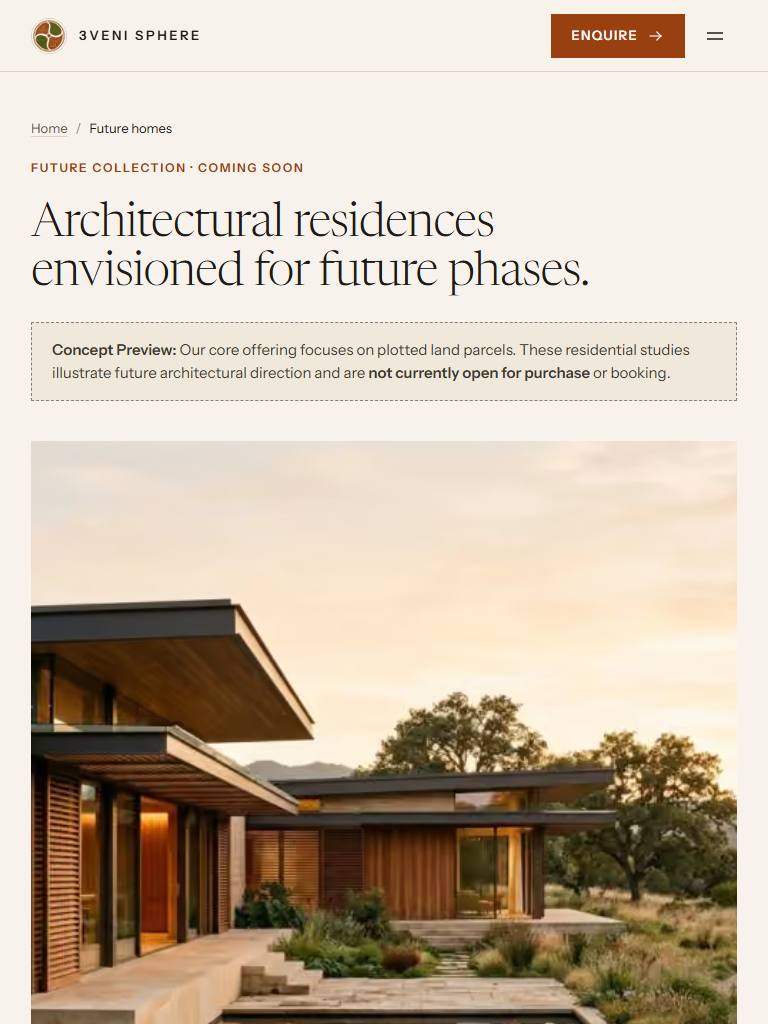 3VENI SPHERE
ENQUIRE →
Home / Future homes
FUTURE COLLECTION · COMING SOON
Architectural residences
envisioned for future phases.
Concept Preview: Our core offering focuses on plotted land parcels. These residential studies
illustrate future architectural direction and are not currently open for purchase or booking.